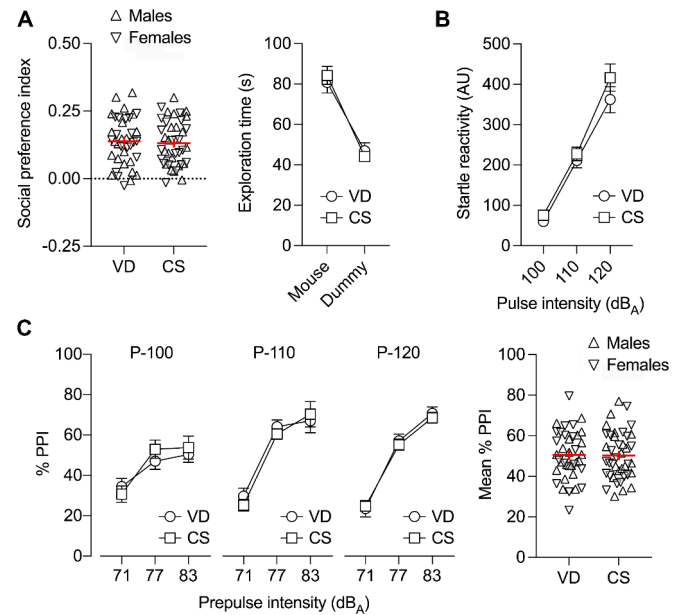 A
△ Males
▽ Females
Social preference index
0.50
0.25
0.00
-0.25
VD
CS
Exploration time (s)
100
80
60
40
20
0
VD
CS
Mouse
Dummy
B
Startle reactivity (AU)
500
400
300
200
100
0
VD
CS
100
110
120
Pulse intensity (dBA)
C
P-100
P-110
P-120
% PPI
100
80
60
40
20
0
VD
CS
71
77
83
VD
CS
71
77
83
VD
CS
71
77
83
Prepulse intensity (dBA)
△ Males
▽ Females
Mean % PPI
100
80
60
40
20
0
VD
CS